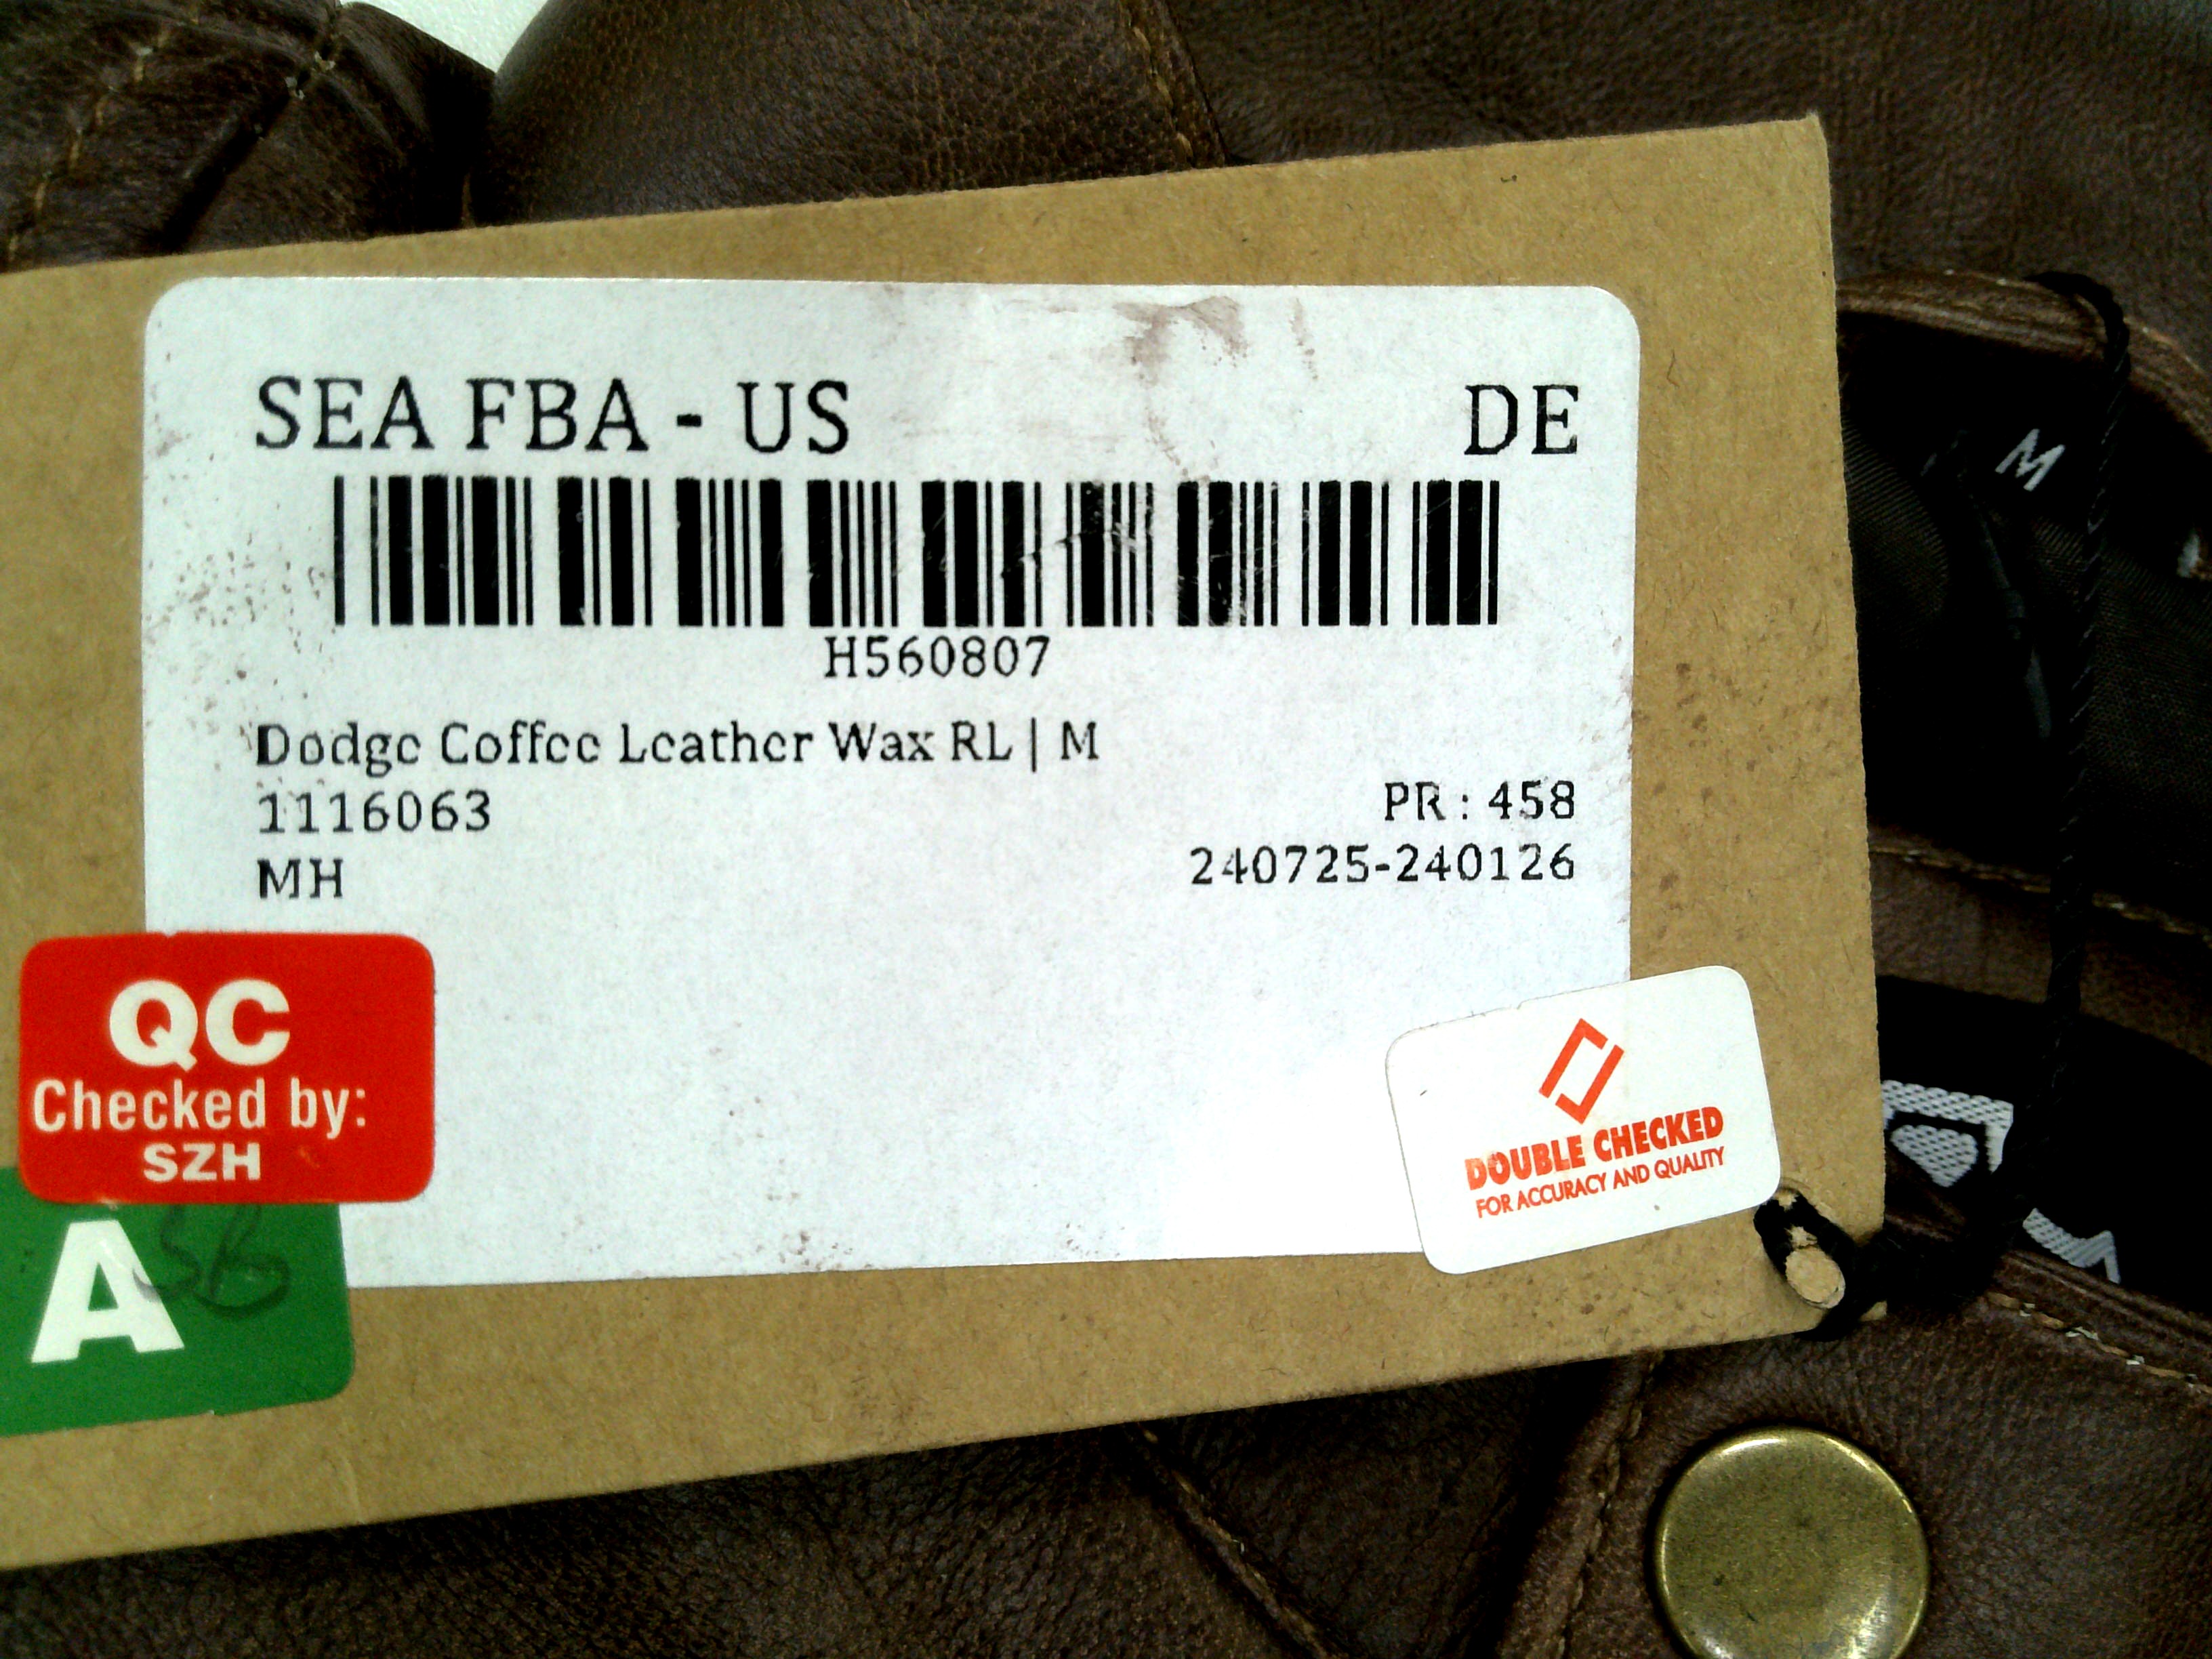 SEA FBA - US DE
H560807
Dodge Coffee Leather Wax RL | M
1116063 PR : 458
MH 240725-240126
QC
Checked by:
SZH
A
DOUBLE CHECKED
FOR ACCURACY AND QUALITY
M